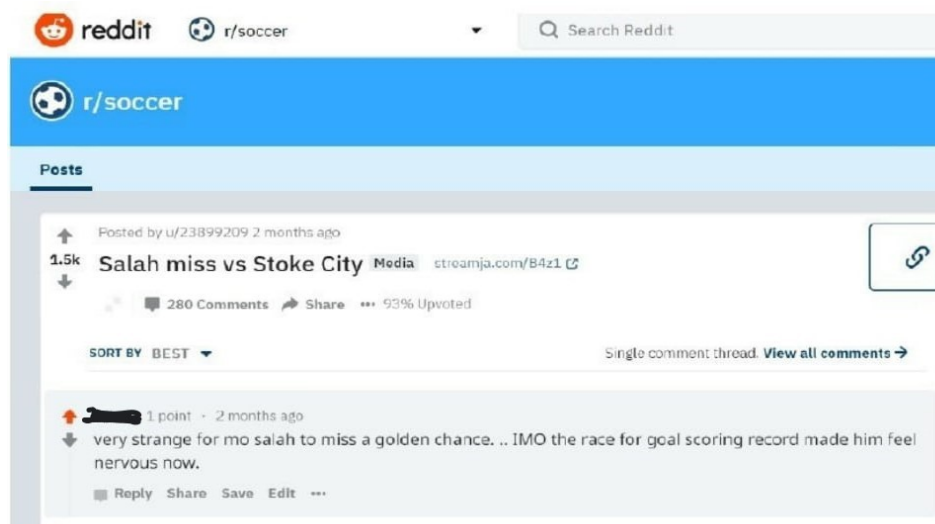 reddit r/soccer Search Reddit
r/soccer
Posts
Posted by u/23899209 2 months ago
1.5k Salah miss vs Stoke City Media streamja.com/B4z1
280 Comments Share ••• 93% Upvoted
SORT BY BEST Single comment thread. View all comments →
1 point · 2 months ago
very strange for mo salah to miss a golden chance. .. IMO the race for goal scoring record made him feel
nervous now.
Reply Share Save Edit •••